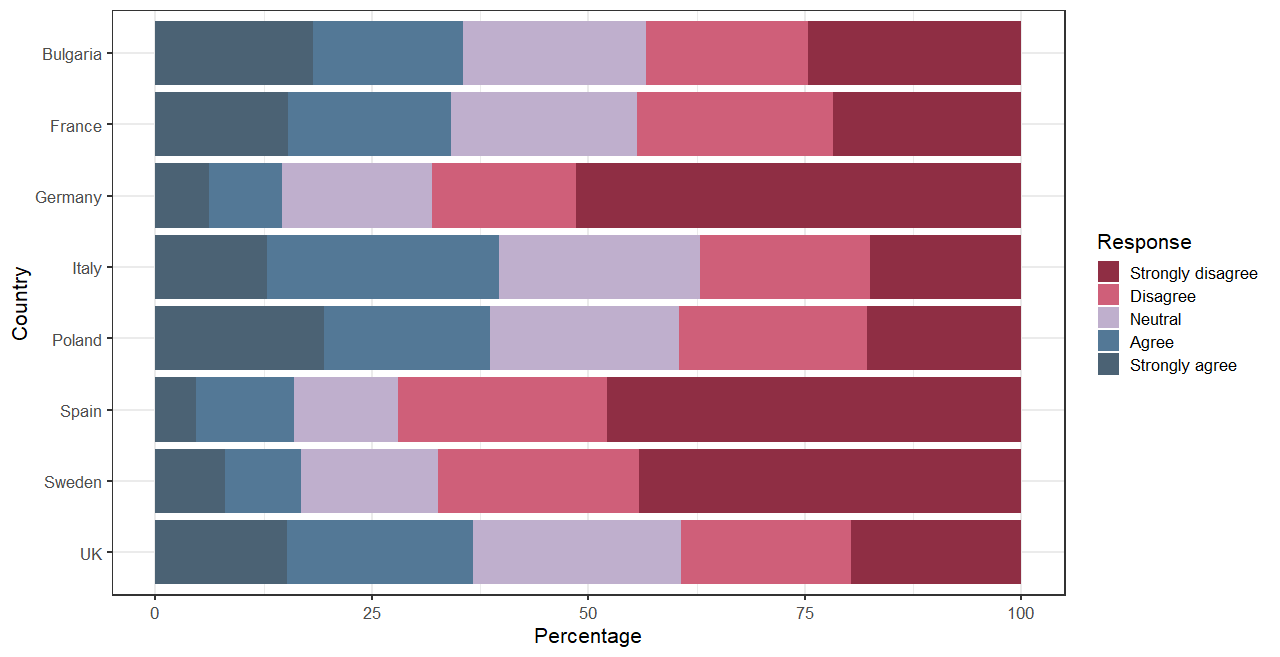 Bulgaria
France
Germany
Italy
Poland
Spain
Sweden
UK
Country
0 25 50 75 100
Percentage
Response
Strongly disagree
Disagree
Neutral
Agree
Strongly agree